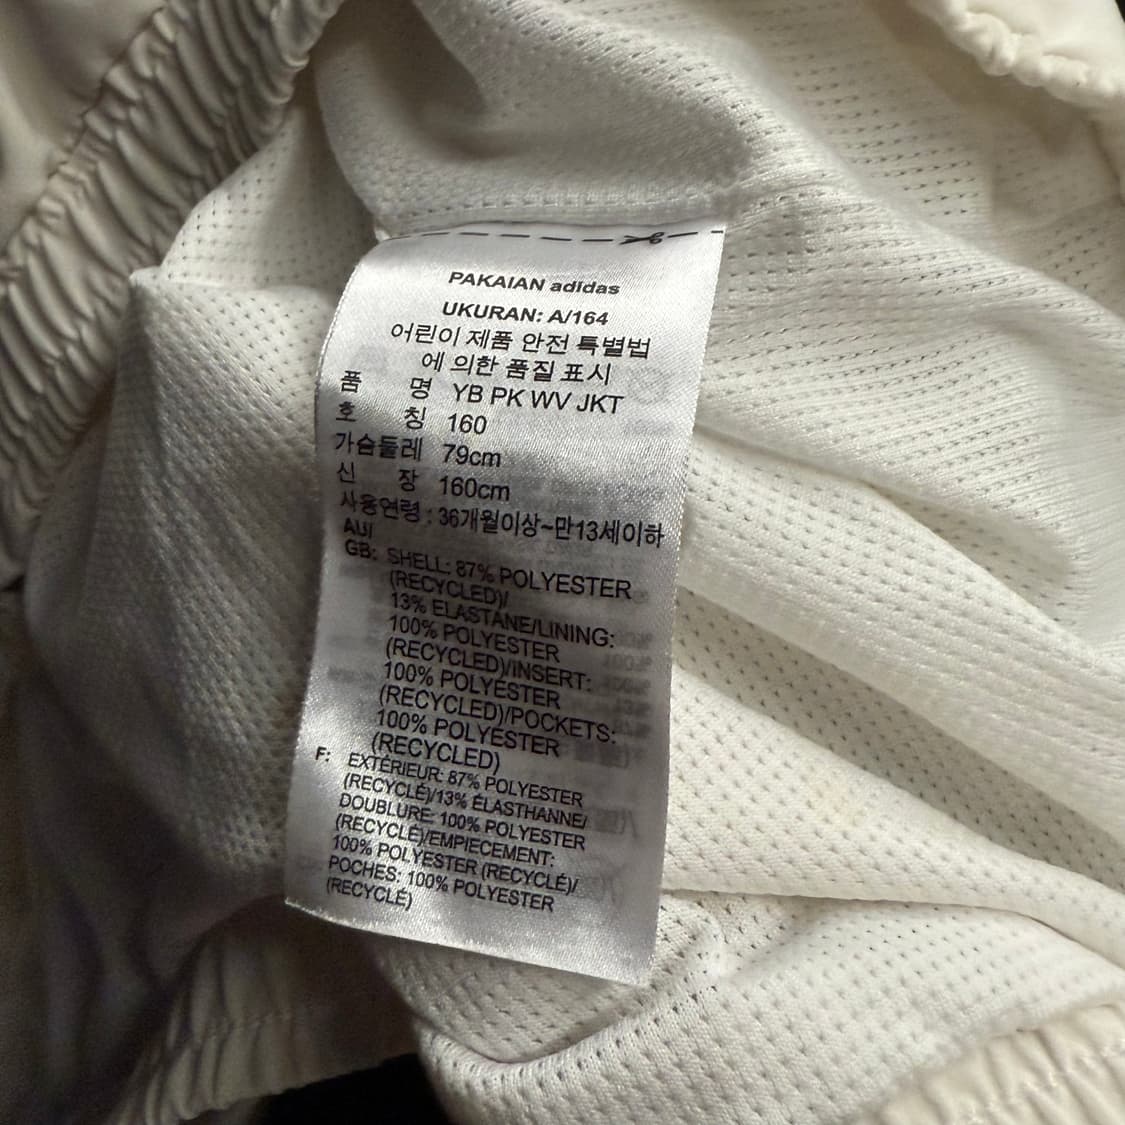 PAKAIAN adidas
UKURAN: A/164
어린이 제품 안전 특별법
에 의한 품질 표시
품 명 YB PK WV JKT
호 칭 160
가슴둘레 79cm
신 장 160cm
사용연령 : 36개월이상~만13세이하
AU/
GB: SHELL: 87% POLYESTER
(RECYCLED)/
13% ELASTANE/LINING:
100% POLYESTER
(RECYCLED)/INSERT:
100% POLYESTER
(RECYCLED)/POCKETS:
100% POLYESTER
(RECYCLED)
F: EXTÉRIEUR: 87% POLYESTER
(RECYCLÉ)/13% ÉLASTHANNE/
DOUBLURE: 100% POLYESTER
(RECYCLÉ)/EMPIECEMENT:
100% POLYESTER (RECYCLÉ)/
POCHES: 100% POLYESTER
(RECYCLÉ)